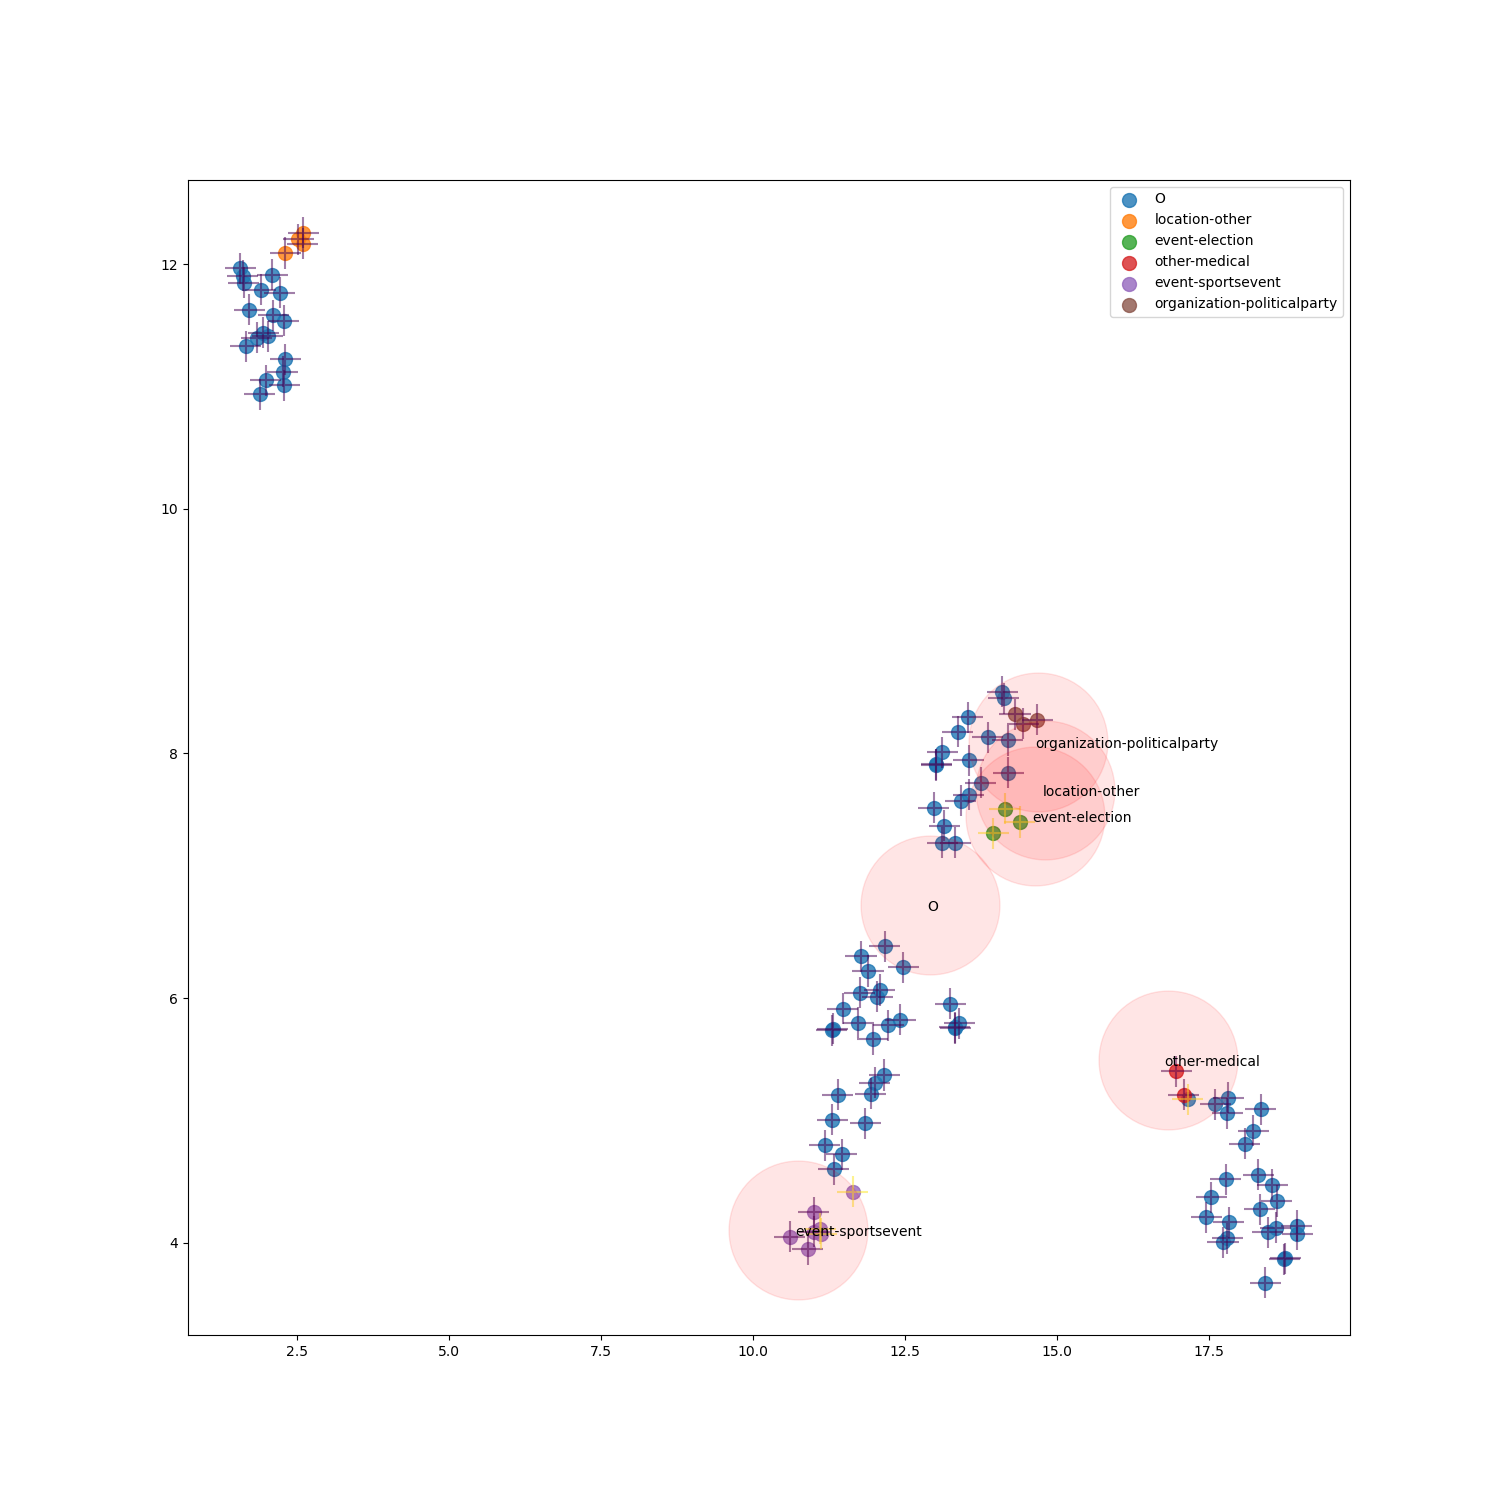 O
location-other
event-election
other-medical
event-sportsevent
organization-politicalparty
12
10
8
6
4
organization-politicalparty
location-other
event-election
O
other-medical
event-sportsevent
2.5 5.0 7.5 10.0 12.5 15.0 17.5